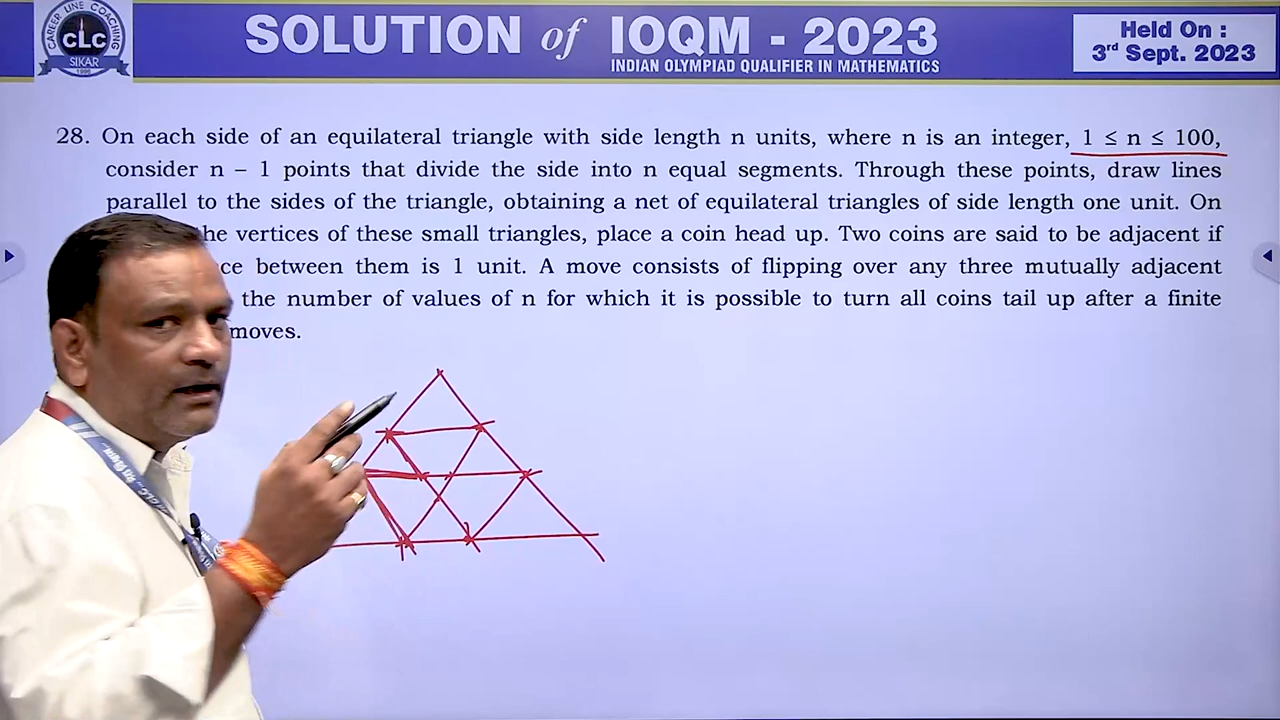 CAREER LINE COACHING
CLC
SIKAR
1996
SOLUTION of IOQM - 2023
INDIAN OLYMPIAD QUALIFIER IN MATHEMATICS
Held On :
3rd Sept. 2023
28. On each side of an equilateral triangle with side length n units, where n is an integer, 1 ≤ n ≤ 100,
consider n – 1 points that divide the side into n equal segments. Through these points, draw lines
parallel to the sides of the triangle, obtaining a net of equilateral triangles of side length one unit. On
the vertices of these small triangles, place a coin head up. Two coins are said to be adjacent if
between them is 1 unit. A move consists of flipping over any three mutually adjacent
the number of values of n for which it is possible to turn all coins tail up after a finite
moves.